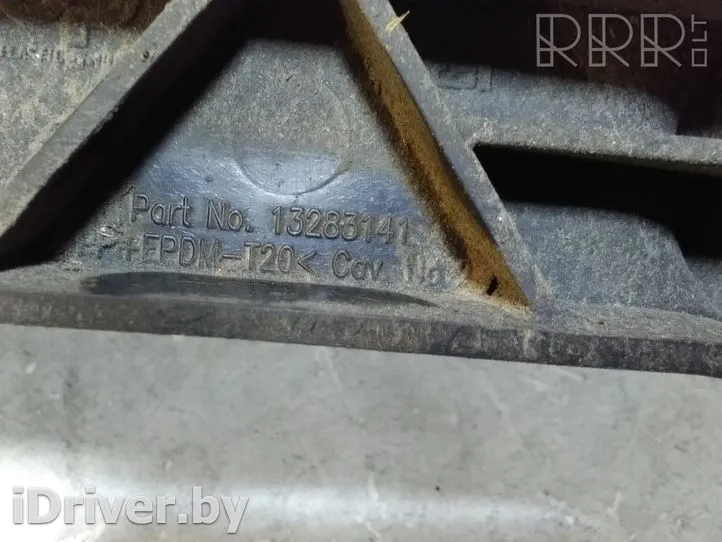 RRR.LT
Part No. 13283141
+EPDM-T20< Cav.
iDriver.by